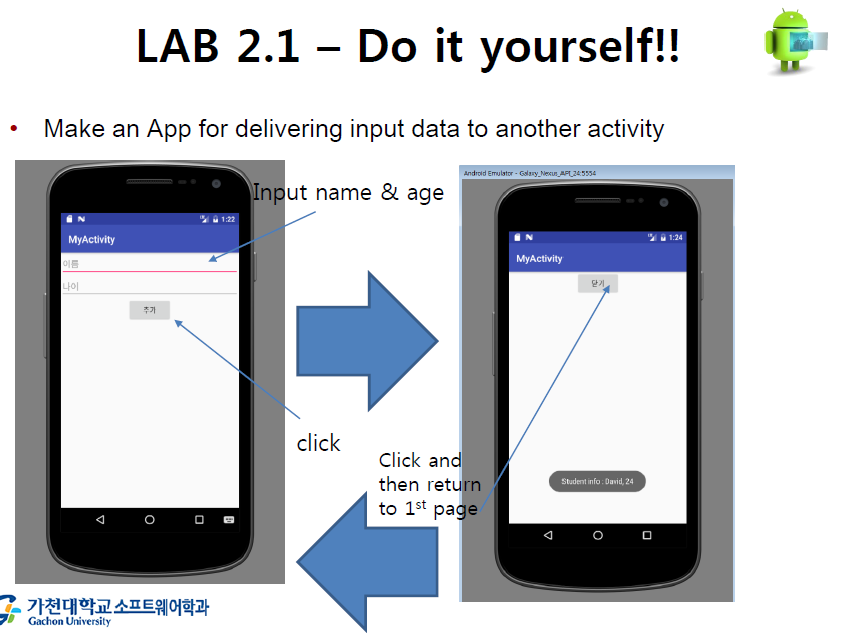 LAB 2.1 – Do it yourself!!
• Make an App for delivering input data to another activity
Input name & age
1:22
MyActivity
이름
나이
추가
click
Android Emulator - Galaxy_Nexus_API_24:5554
1:24
MyActivity
닫기
Student info : David, 24
Click and
then return
to 1st page
가천대학교 소프트웨어학과
Gachon University